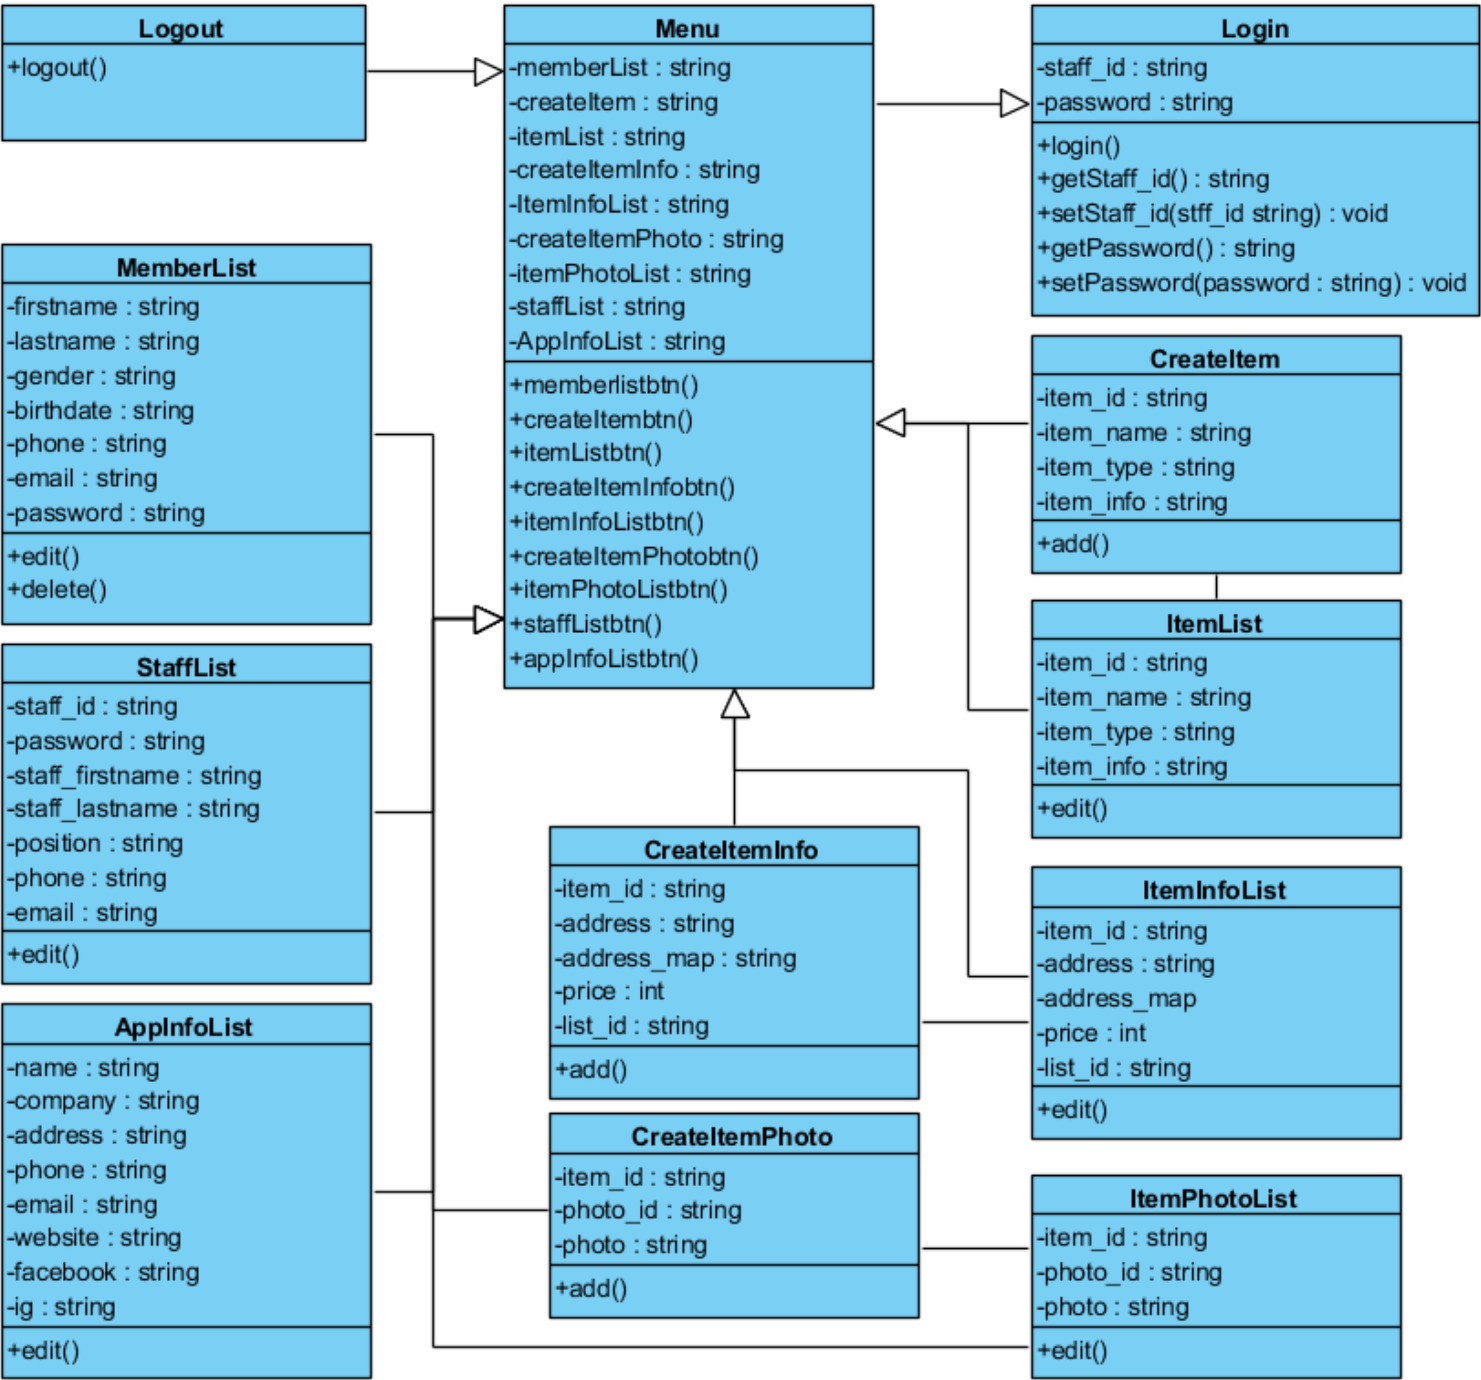 Logout
+logout()
Menu
-memberList : string
-createItem : string
-itemList : string
-createItemInfo : string
-ItemInfoList : string
-createItemPhoto : string
-itemPhotoList : string
-staffList : string
-AppInfoList : string
+memberlistbtn()
+createItembtn()
+itemListbtn()
+createItemInfobtn()
+itemInfoListbtn()
+createItemPhotobtn()
+itemPhotoListbtn()
+staffListbtn()
+appInfoListbtn()
Login
-staff_id : string
-password : string
+login()
+getStaff_id() : string
+setStaff_id(stff_id string) : void
+getPassword() : string
+setPassword(password : string) : void
MemberList
-firstname : string
-lastname : string
-gender : string
-birthdate : string
-phone : string
-email : string
-password : string
+edit()
+delete()
CreateItem
-item_id : string
-item_name : string
-item_type : string
-item_info : string
+add()
StaffList
-staff_id : string
-password : string
-staff_firstname : string
-staff_lastname : string
-position : string
-phone : string
-email : string
+edit()
ItemList
-item_id : string
-item_name : string
-item_type : string
-item_info : string
+edit()
CreateItemInfo
-item_id : string
-address : string
-address_map : string
-price : int
-list_id : string
+add()
ItemInfoList
-item_id : string
-address : string
-address_map
-price : int
-list_id : string
+edit()
AppInfoList
-name : string
-company : string
-address : string
-phone : string
-email : string
-website : string
-facebook : string
-ig : string
+edit()
CreateItemPhoto
-item_id : string
-photo_id : string
-photo : string
+add()
ItemPhotoList
-item_id : string
-photo_id : string
-photo : string
+edit()